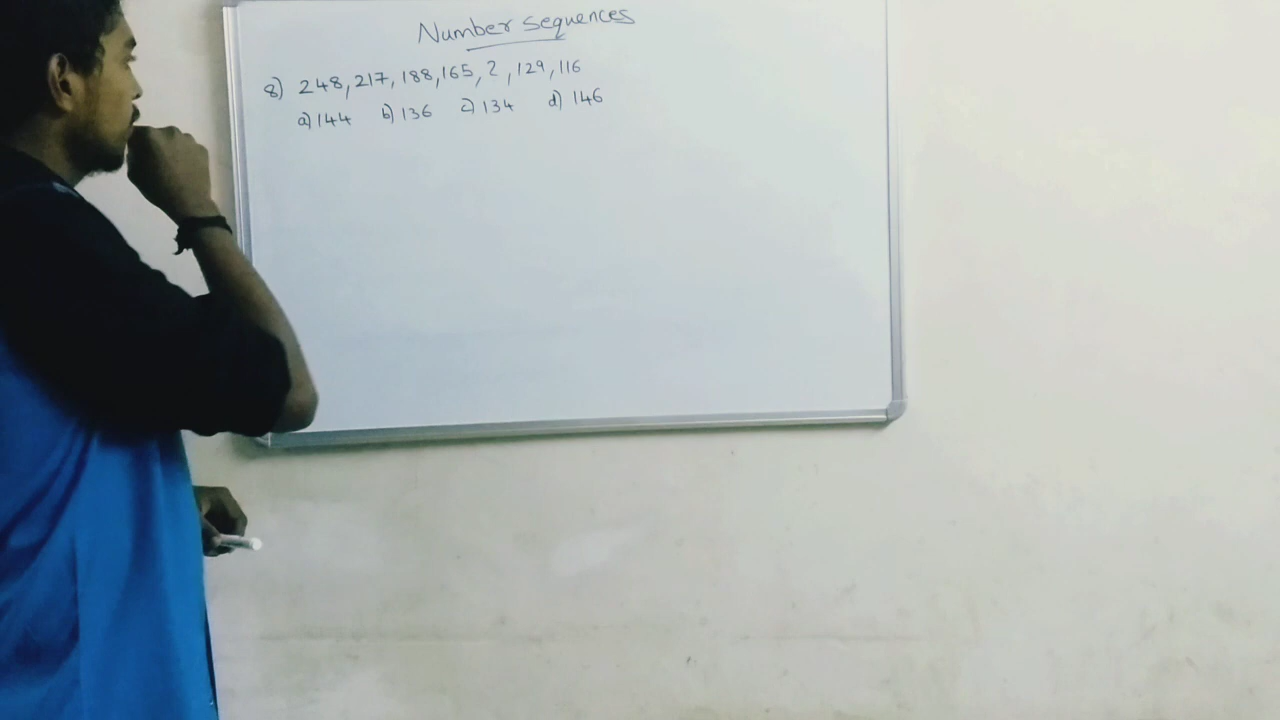 Number sequences
8) 248, 217, 188, 165, ?, 129, 116
a) 144 b) 136 c) 134 d) 146